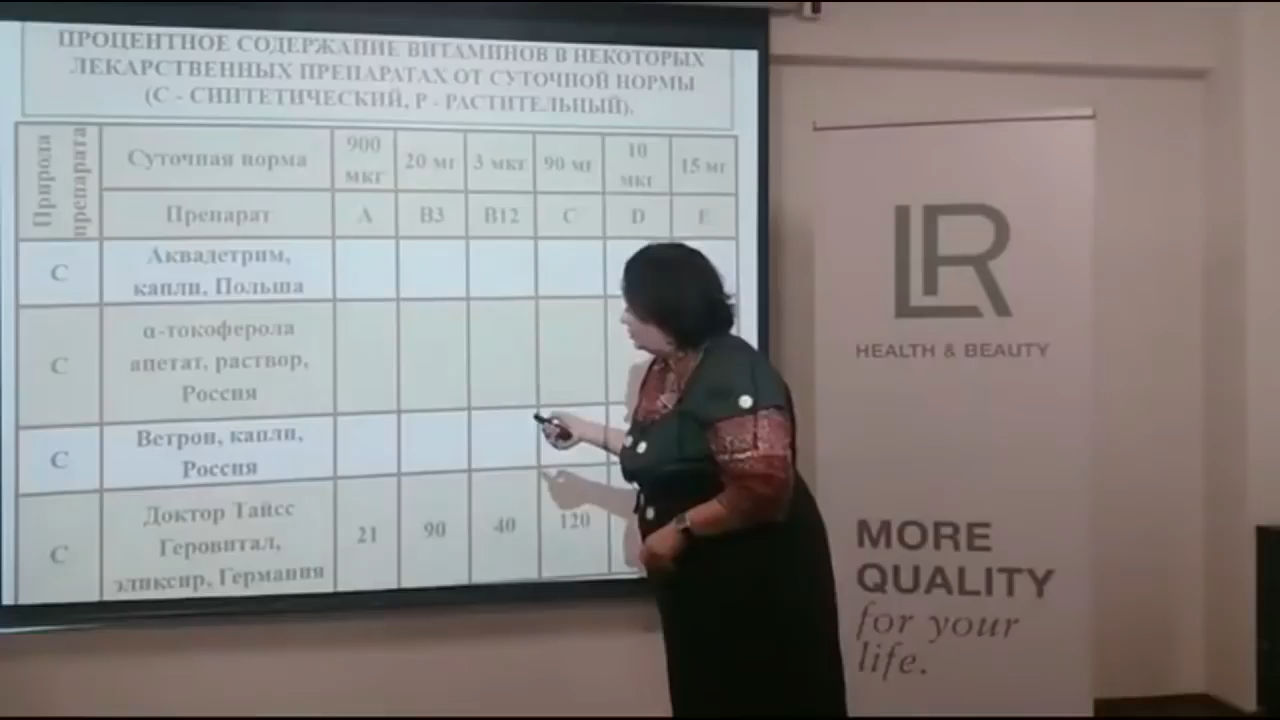 ПРОЦЕНТНОЕ СОДЕРЖАНИЕ ВИТАМИНОВ В НЕКОТОРЫХ
ЛЕКАРСТВЕННЫХ ПРЕПАРАТАХ ОТ СУТОЧНОЙ НОРМЫ
(С - СИНТЕТИЧЕСКИЙ, Р - РАСТИТЕЛЬНЫЙ).
Природа
препарата
Суточная норма
900
мкг
20 мг
3 мкг
90 мг
10
мкг
15 мг
Препарат
A
B3
B12
C
D
E
С
Аквадетрим,
капли, Польша
С
α-токоферола
ацетат, раствор,
Россия
С
Ветрон, капли,
Россия
С
Доктор Тайсс
Геровитал,
эликсир, Германия
21
90
40
120
LR
HEALTH & BEAUTY
MORE
QUALITY
for your
life.